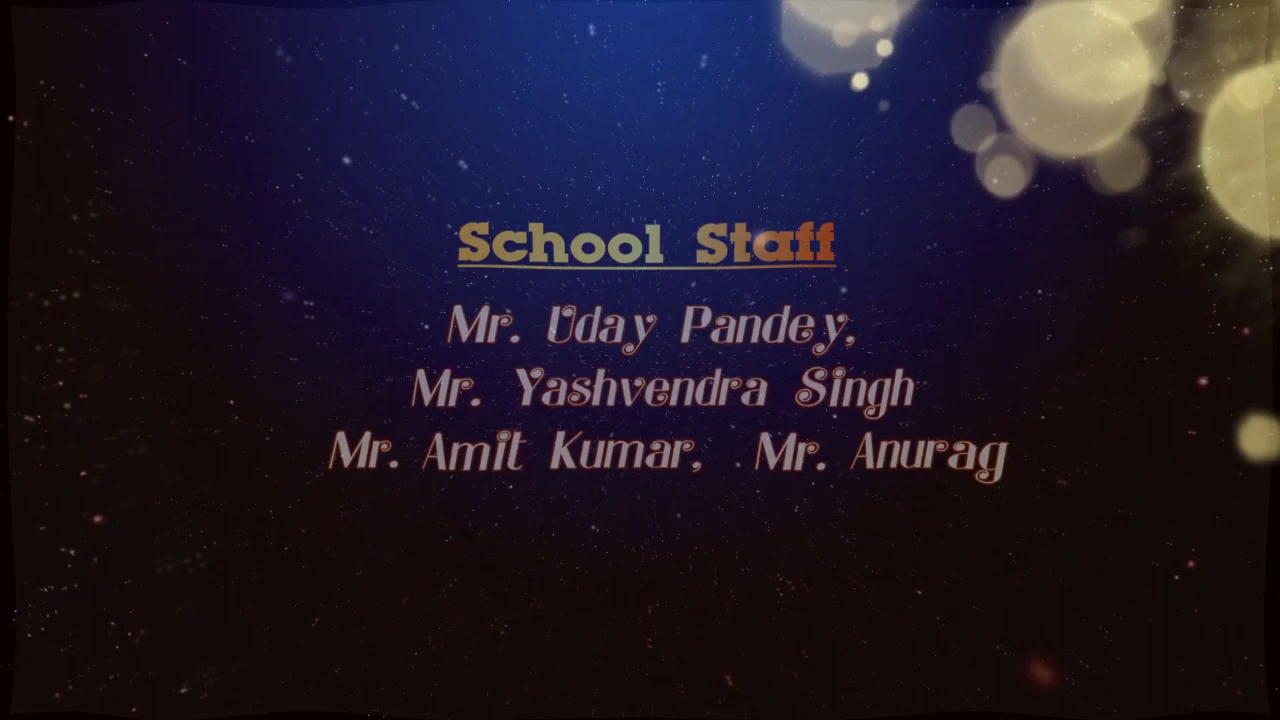 School Staff
Mr. Uday Pandey,
Mr. Yashvendra Singh
Mr. Amit Kumar, Mr. Anurag